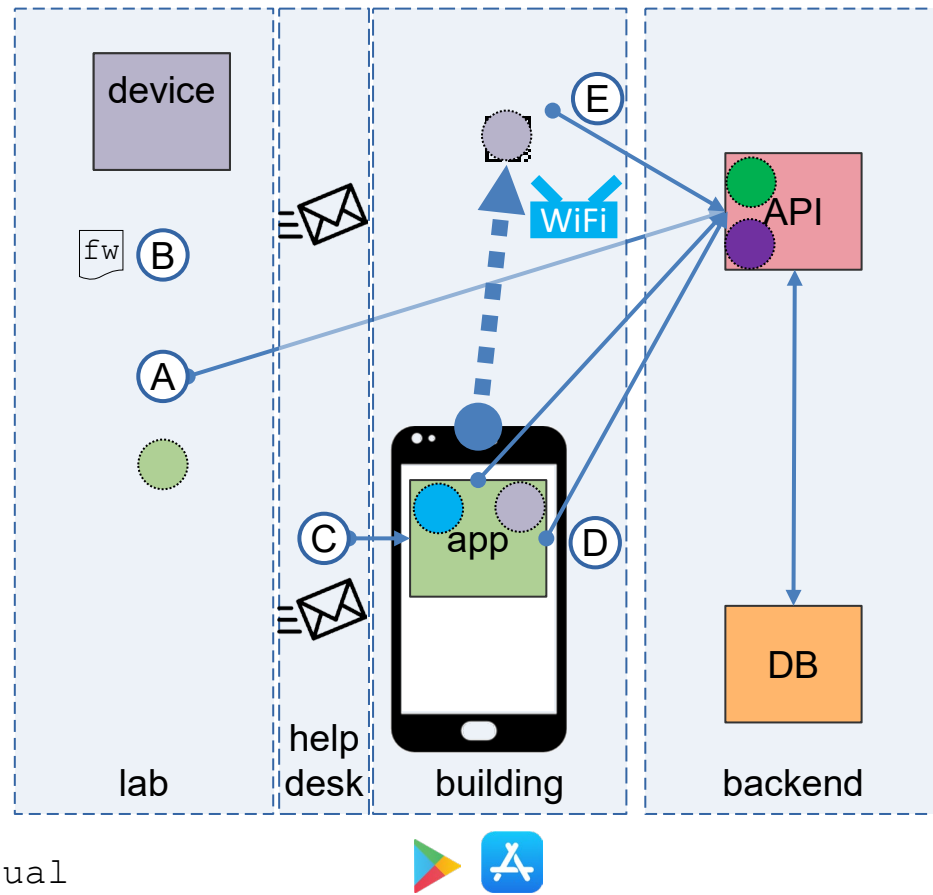 device
E
WiFi
API
fw
B
A
C
app
D
DB
help
desk
lab
building
backend
ual